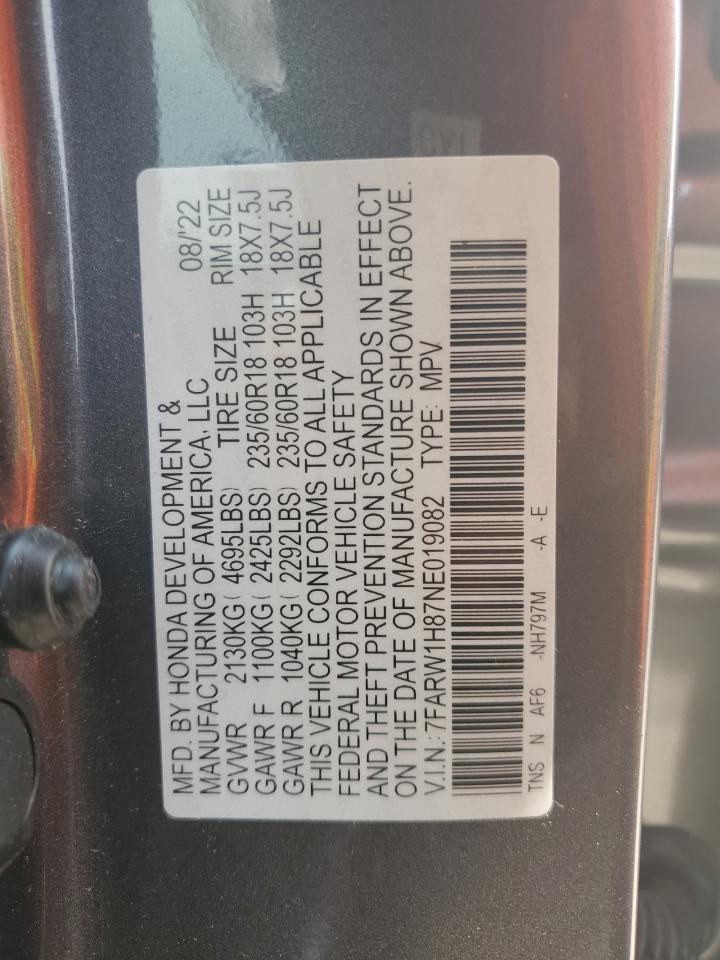 MFD. BY HONDA DEVELOPMENT & 08/'22
MANUFACTURING OF AMERICA, LLC
GVWR 2130KG( 4695LBS) TIRE SIZE RIM SIZE
GAWR F 1100KG( 2425LBS) 235/60R18 103H 18X7.5J
GAWR R 1040KG( 2292LBS) 235/60R18 103H 18X7.5J
THIS VEHICLE CONFORMS TO ALL APPLICABLE
FEDERAL MOTOR VEHICLE SAFETY
AND THEFT PREVENTION STANDARDS IN EFFECT
ON THE DATE OF MANUFACTURE SHOWN ABOVE.
V.I.N.: 7FARW1H87NE019082 TYPE: MPV
TNS N AF6 -NH797M -A -E